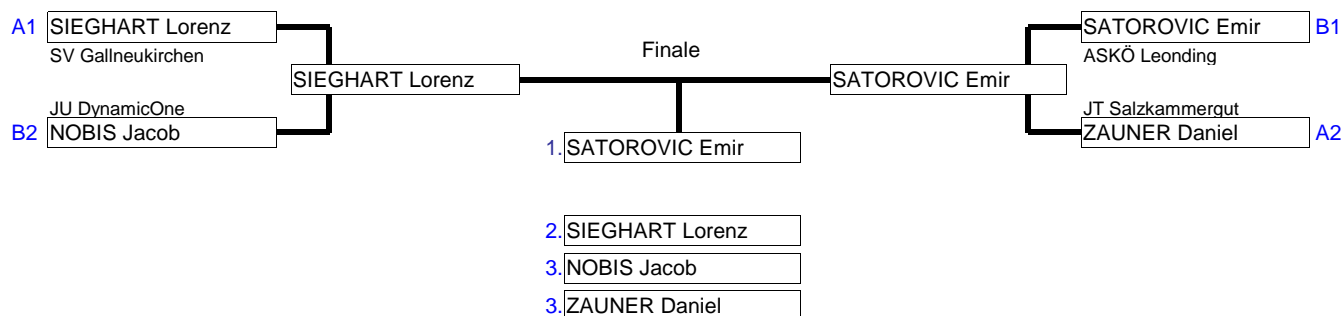 A1 SIEGHART Lorenz
SV Gallneukirchen
SATOROVIC Emir B1
ASKÖ Leonding
Finale
SIEGHART Lorenz
SATOROVIC Emir
JU DynamicOne
B2 NOBIS Jacob
JT Salzkammergut
ZAUNER Daniel A2
1. SATOROVIC Emir
2. SIEGHART Lorenz
3. NOBIS Jacob
3. ZAUNER Daniel